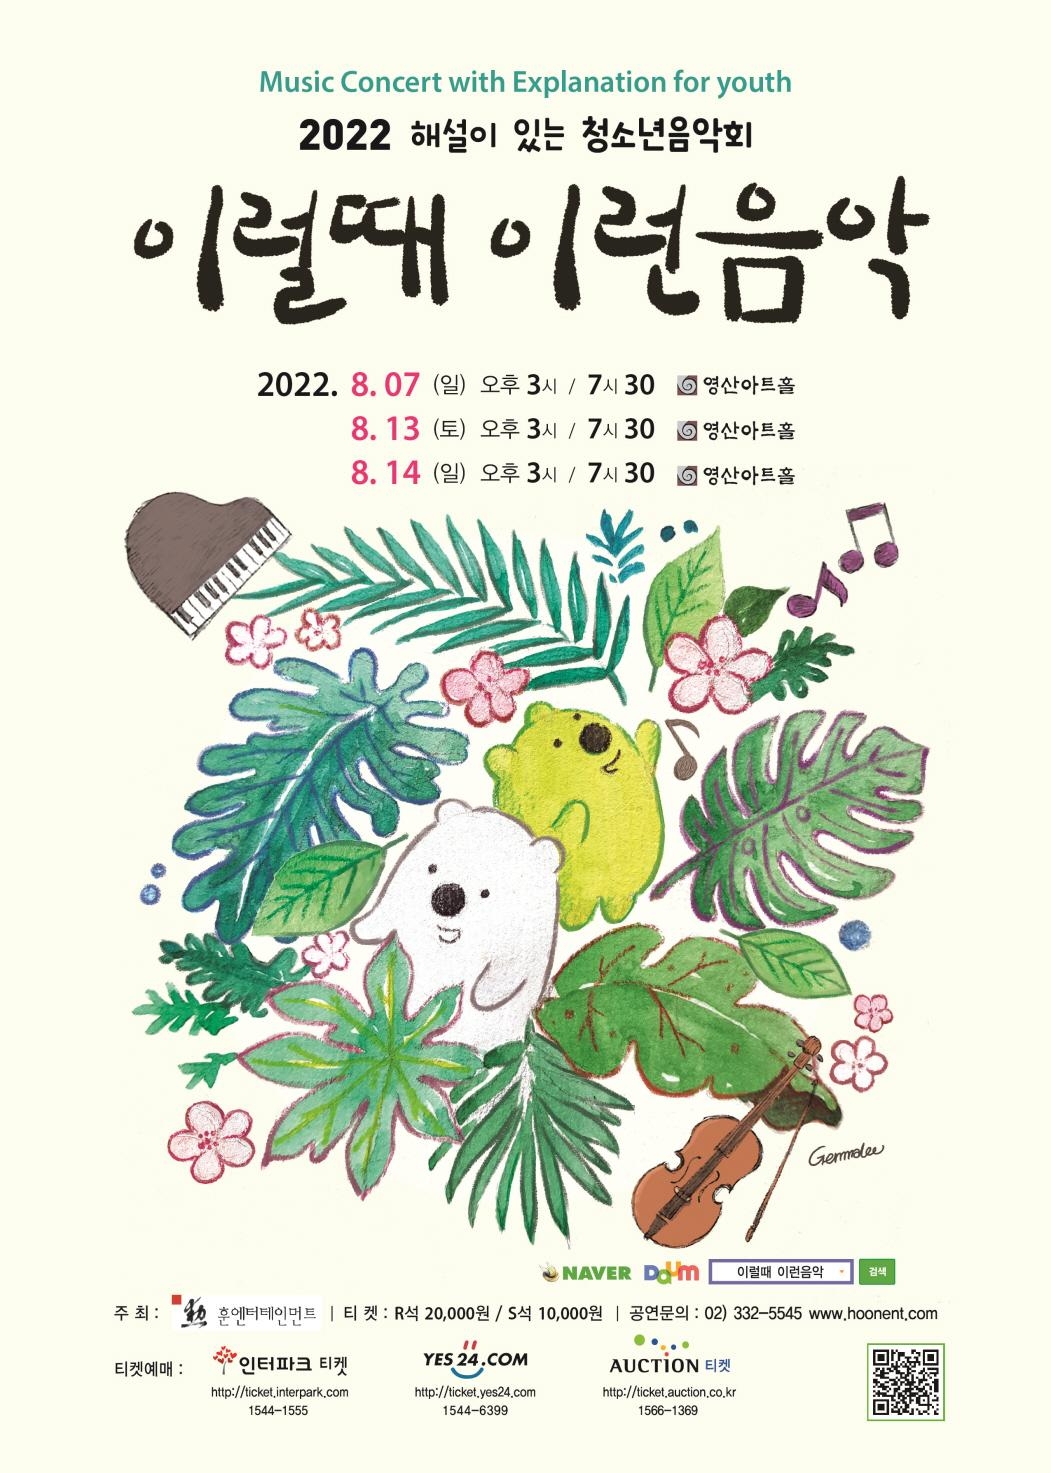 Music Concert with Explanation for youth
2022 해설이 있는 청소년음악회
이럴때 이런음악
2022. 8. 07 (일) 오후 3시 / 7시 30 영산아트홀
8. 13 (토) 오후 3시 / 7시 30 영산아트홀
8. 14 (일) 오후 3시 / 7시 30 영산아트홀
Gemmalee
NAVER Daum 이럴때 이런음악 검색
주 최 : 훈엔터테인먼트 | 티 켓 : R석 20,000원 / S석 10,000원 | 공연문의 : 02) 332-5545 www.hoonent.com
티켓예매 : 인터파크 티켓 YES24.COM AUCTION 티켓
http://ticket.interpark.com http://ticket.yes24.com http://ticket.auction.co.kr
1544-1555 1544-6399 1566-1369